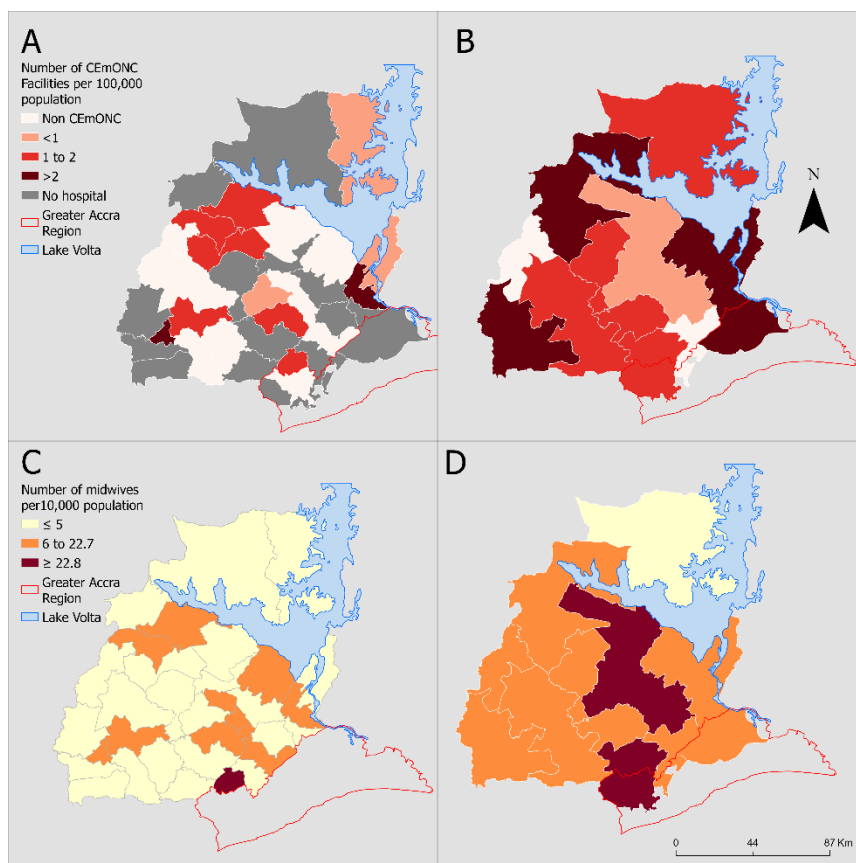 A
Number of CEmONC
Facilities per 100,000
population
Non CEmONC
<1
1 to 2
>2
No hospital
Greater Accra
Region
Lake Volta
B
N
C
Number of midwives
per10,000 population
≤ 5
6 to 22.7
≥ 22.8
Greater Accra
Region
Lake Volta
D
0 44 87 Km